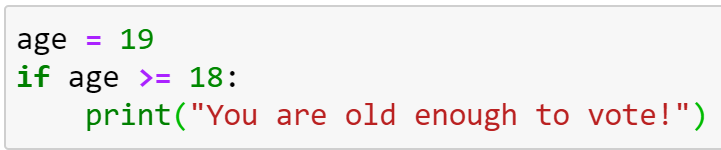 age = 19
if age >= 18:
    print("You are old enough to vote!")